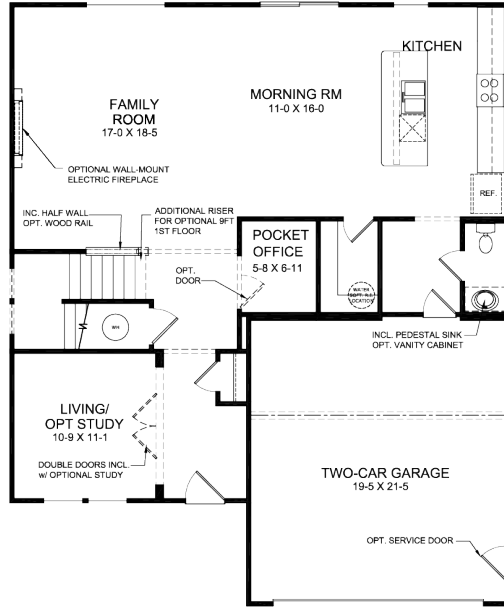 KITCHEN
MORNING RM
11-0 X 16-0
FAMILY
ROOM
17-0 X 18-5
OPTIONAL WALL-MOUNT
ELECTRIC FIREPLACE
REF.
INC. HALF WALL
OPT. WOOD RAIL
ADDITIONAL RISER
FOR OPTIONAL 9FT
1ST FLOOR
POCKET
OFFICE
5-8 X 6-11
OPT.
DOOR
WATER
LOCATION
WH
INCL. PEDESTAL SINK
OPT. VANITY CABINET
LIVING/
OPT STUDY
10-9 X 11-1
DOUBLE DOORS INCL.
w/ OPTIONAL STUDY
TWO-CAR GARAGE
19-5 X 21-5
OPT. SERVICE DOOR